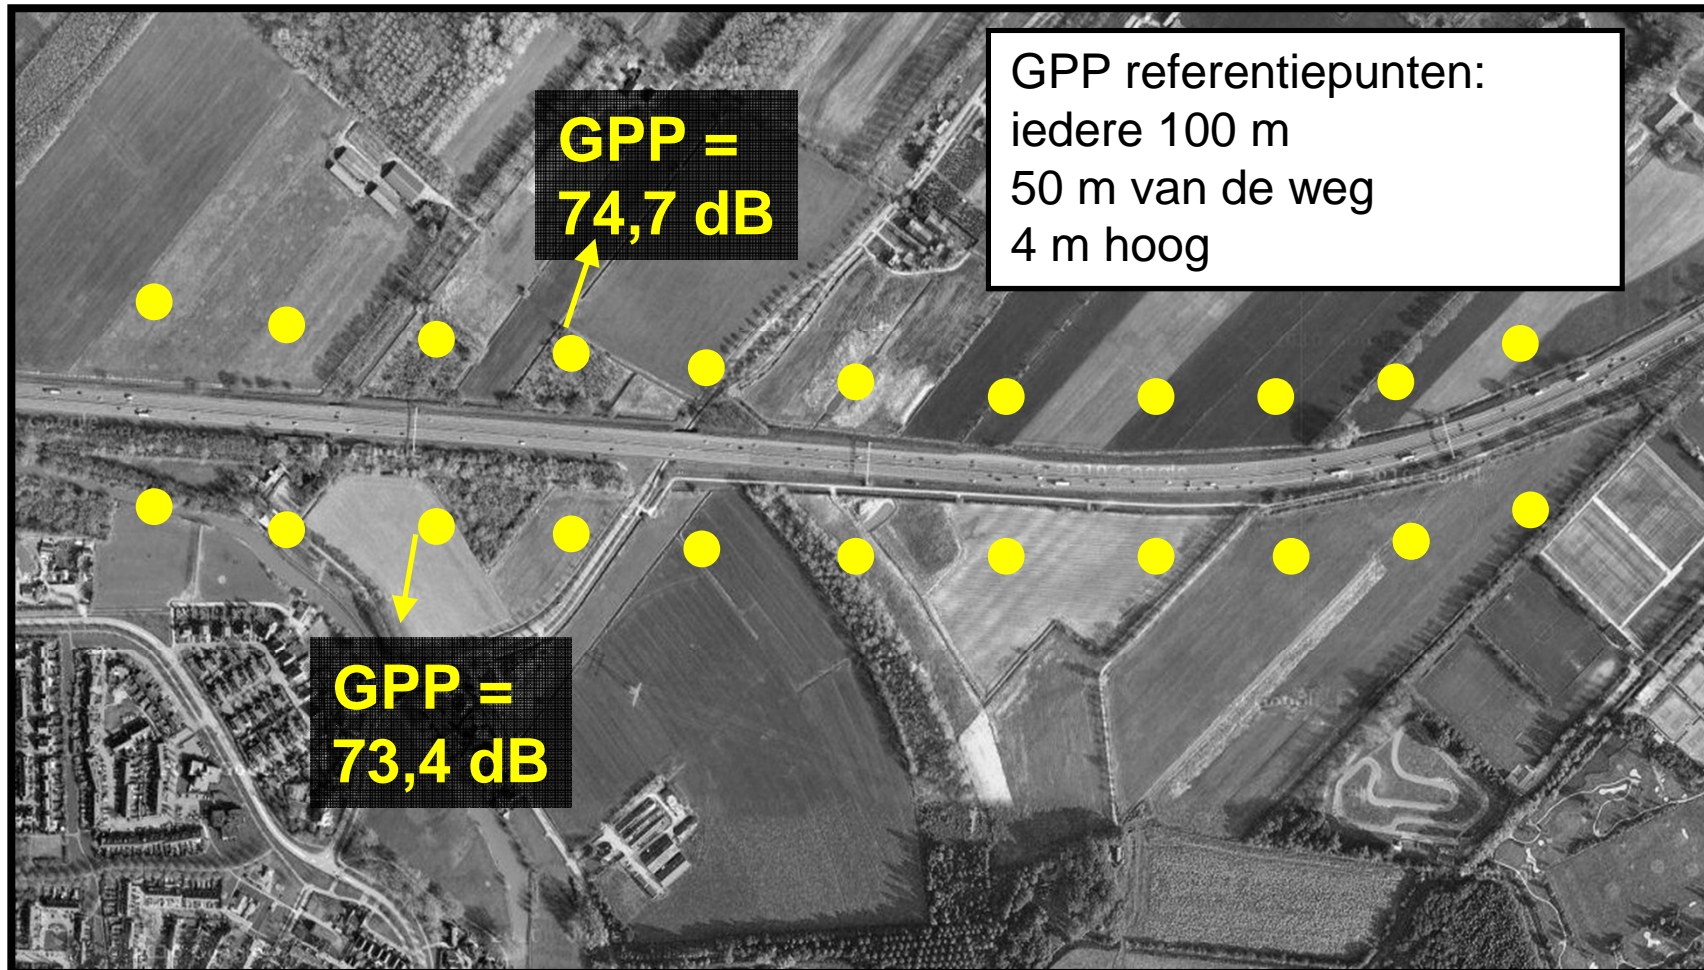 GPP referentiepunten:
iedere 100 m
50 m van de weg
4 m hoog
GPP =
74,7 dB
GPP =
73,4 dB